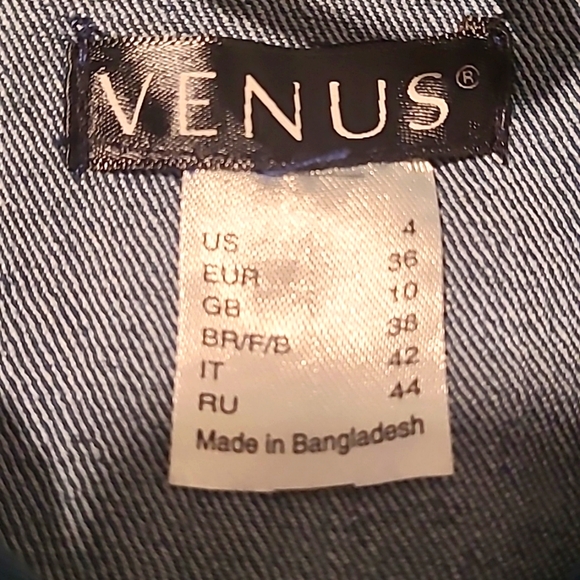 VENUS®
US 4
EUR 36
GB 10
BR/F/B 38
IT 42
RU 44
Made in Bangladesh